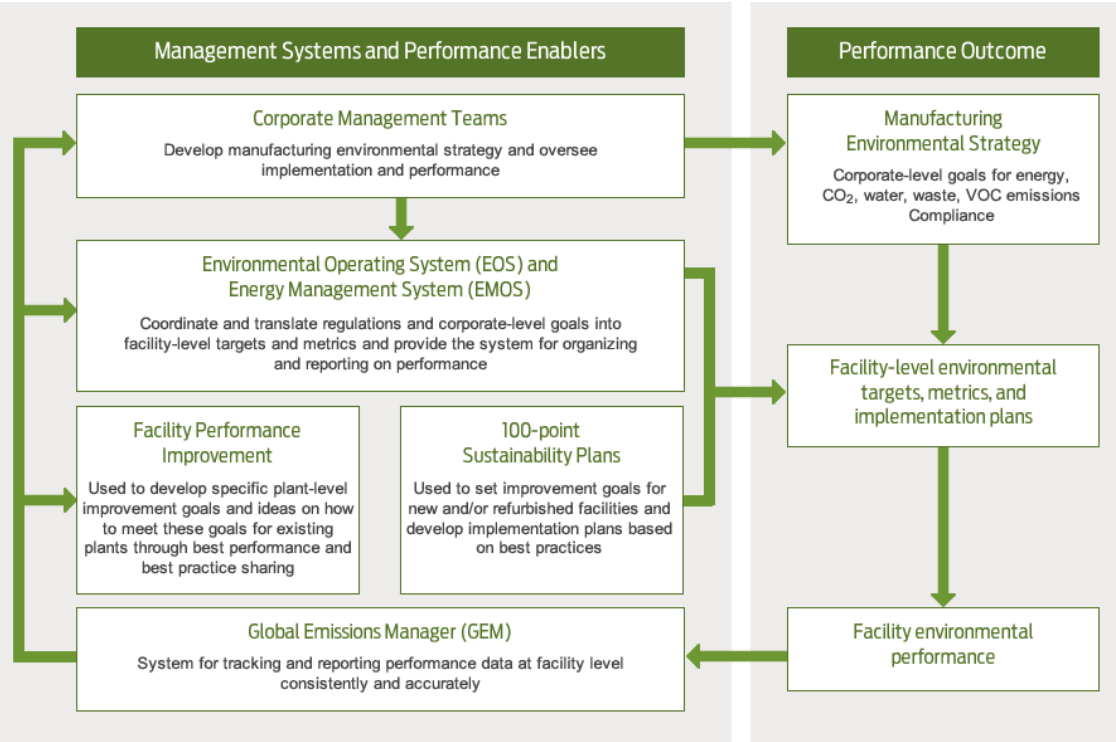 Management Systems and Performance Enablers
Corporate Management Teams
Develop manufacturing environmental strategy and oversee
implementation and performance
Environmental Operating System (EOS) and
Energy Management System (EMOS)
Coordinate and translate regulations and corporate-level goals into
facility-level targets and metrics and provide the system for organizing
and reporting on performance
Facility Performance
Improvement
Used to develop specific plant-level
improvement goals and ideas on how
to meet these goals for existing
plants through best performance and
best practice sharing
100-point
Sustainability Plans
Used to set improvement goals for
new and/or refurbished facilities and
develop implementation plans based
on best practices
Global Emissions Manager (GEM)
System for tracking and reporting performance data at facility level
consistently and accurately
Performance Outcome
Manufacturing
Environmental Strategy
Corporate-level goals for energy,
CO₂, water, waste, VOC emissions
Compliance
Facility-level environmental
targets, metrics, and
implementation plans
Facility environmental
performance